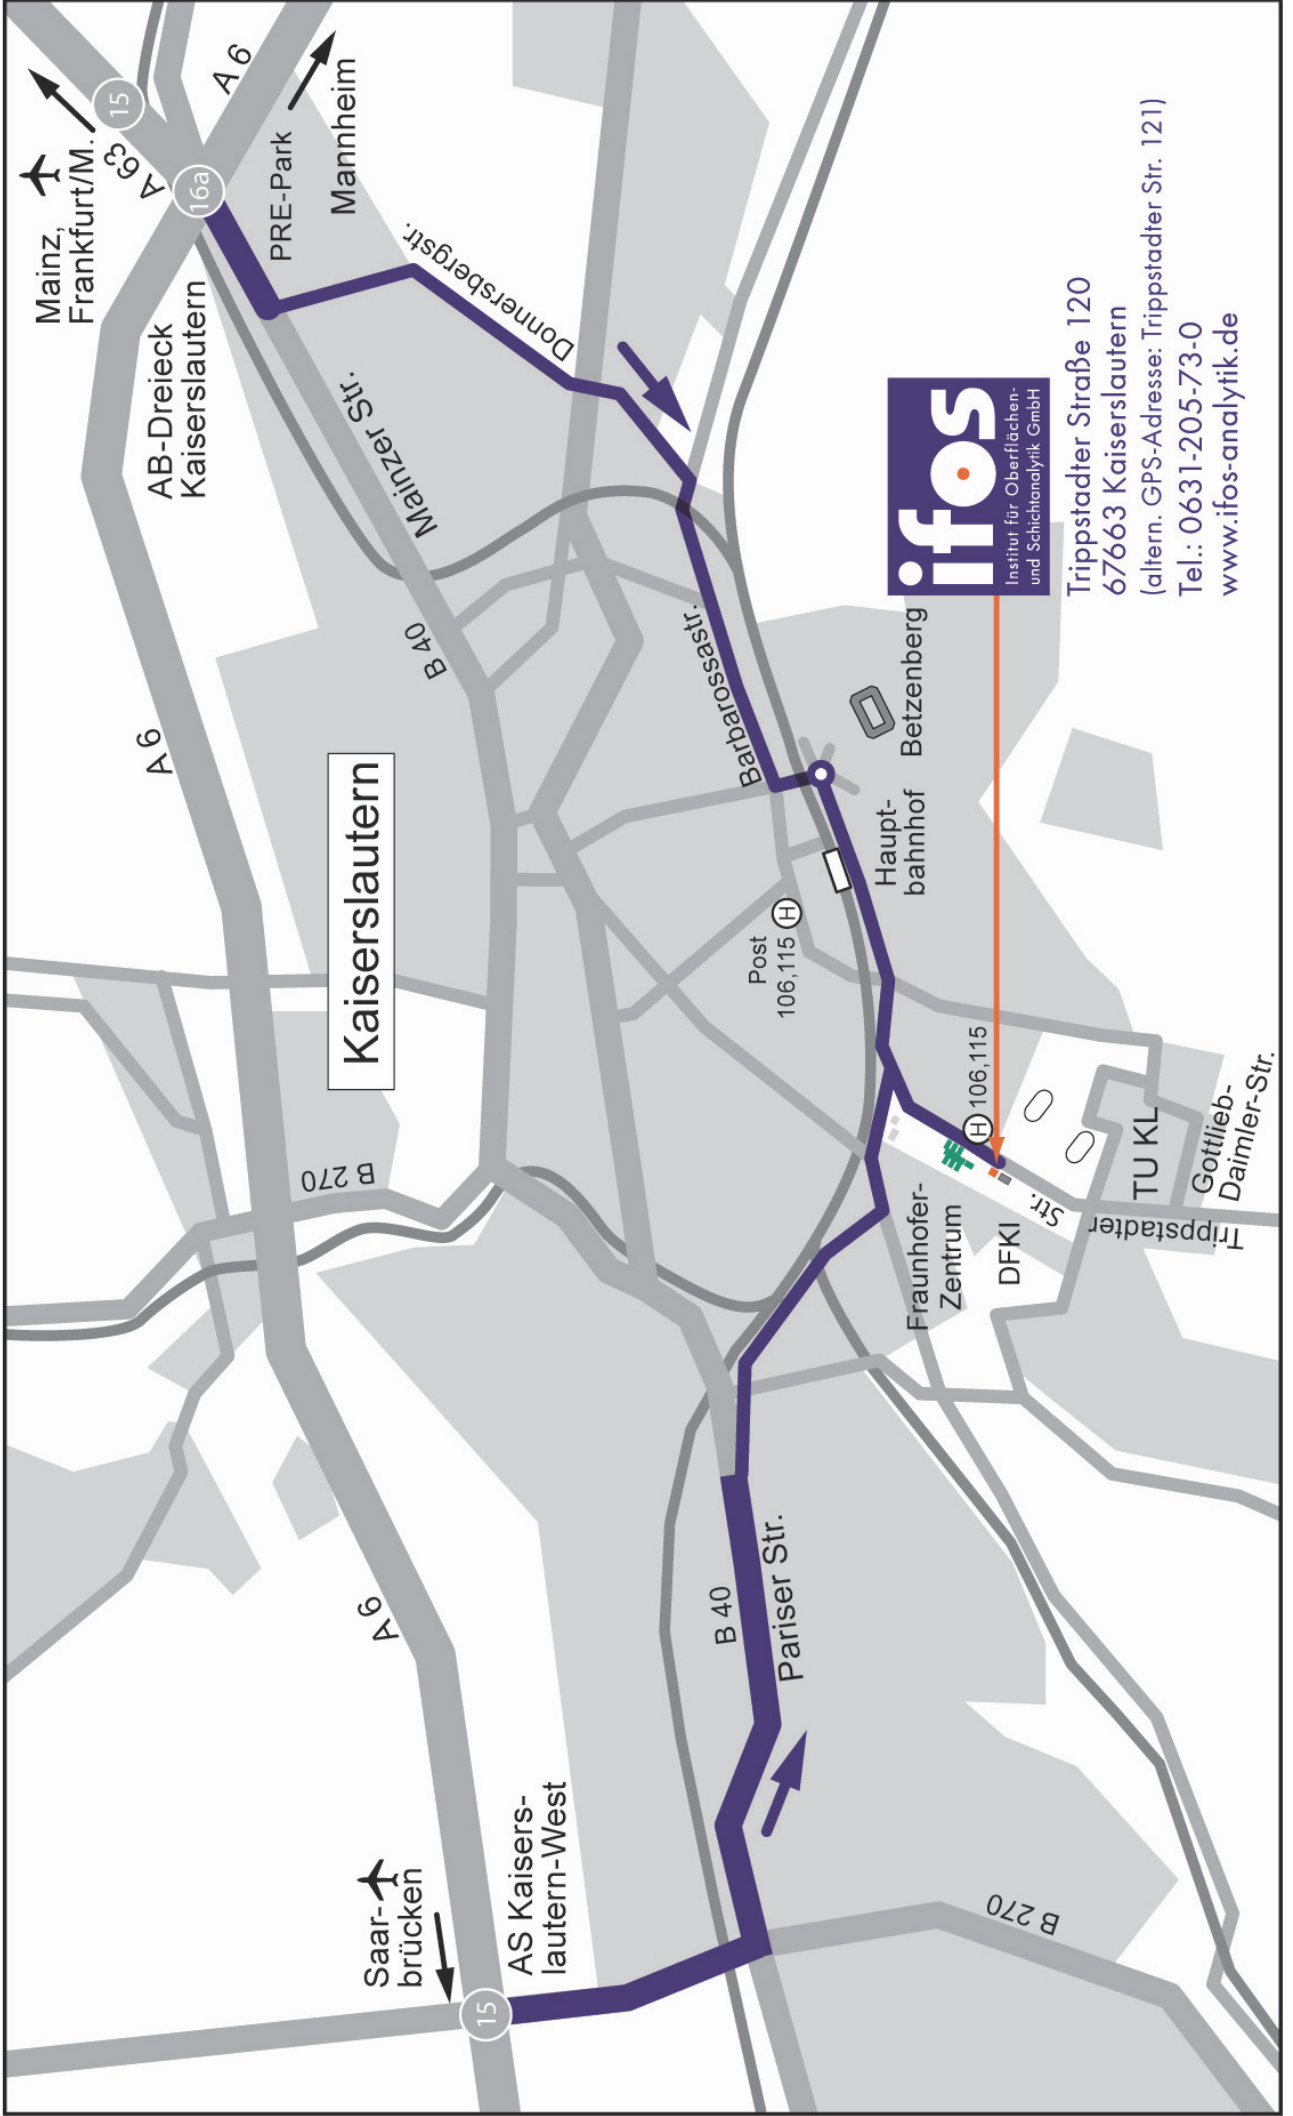 Saar-
brücken
15
AS Kaisers-
lautern-West
A 6
B 270
B 40
Pariser Str.
B 270
Kaiserslautern
A 6
AB-Dreieck
Kaiserslautern
Mainz,
Frankfurt/M.
A 63
15
16a
A 6
PRE-Park
Mannheim
Mainzer Str.
B 40
Donnersbergstr.
Barbarossastr.
Post
106,115
H
Haupt-
bahnhof
Betzenberg
H
106,115
Fraunhofer-
Zentrum
DFKI
Trippstadter
Str.
TU KL
Gottlieb-
Daimler-Str.
ifos
Institut für Oberflächen-
und Schichtanalytik GmbH
Trippstadter Straße 120
67663 Kaiserslautern
(altern. GPS-Adresse: Trippstadter Str. 121)
Tel.: 0631-205-73-0
www.ifos-analytik.de